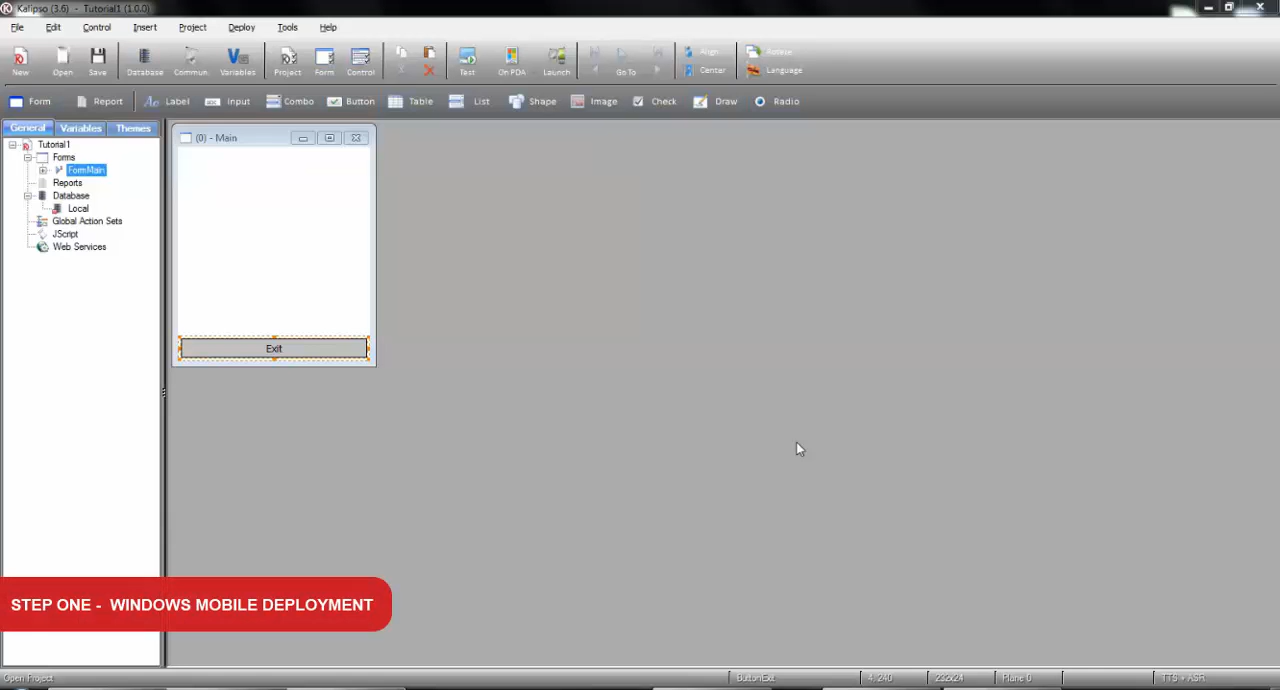 Kalipso (3.6) - Tutorial1 (1.0.0)
File Edit Control Insert Project Deploy Tools Help
New Open Save Database Commun. Variables Project Form Control Test On PDA Launch Go To Align Center Rotate Language
Form Report Label Input Combo Button Table List Shape Image Check Draw Radio
General Variables Themes
Tutorial1
Forms
FormMain
Reports
Database
Local
Global Action Sets
JScript
Web Services
(0) - Main
Exit
STEP ONE - WINDOWS MOBILE DEPLOYMENT
Open Project ButtonExit 4, 240 232x24 Plane 0 TTS + ASR